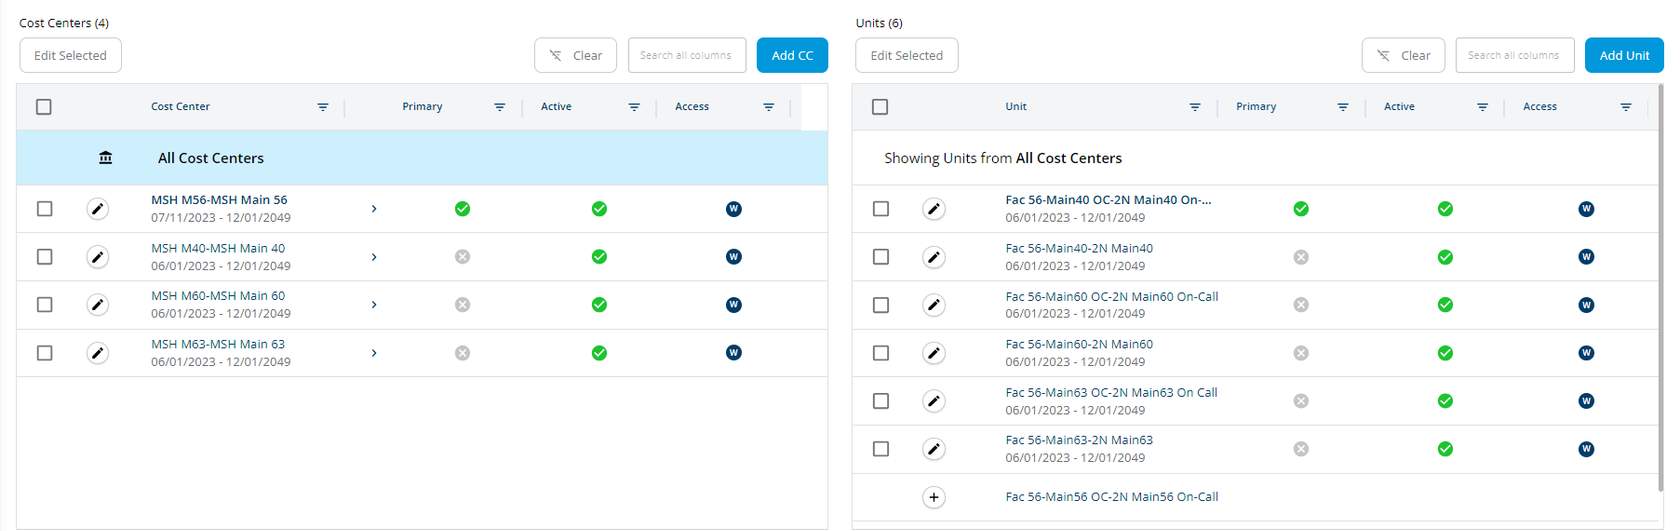 Cost Centers (4)
Edit Selected
Clear
Search all columns
Add CC
Cost Center
Primary
Active
Access
All Cost Centers
MSH M56-MSH Main 56
07/11/2023 - 12/01/2049
W
MSH M40-MSH Main 40
06/01/2023 - 12/01/2049
W
MSH M60-MSH Main 60
06/01/2023 - 12/01/2049
W
MSH M63-MSH Main 63
06/01/2023 - 12/01/2049
W
Units (6)
Edit Selected
Clear
Search all columns
Add Unit
Unit
Primary
Active
Access
Showing Units from All Cost Centers
Fac 56-Main40 OC-2N Main40 On-...
06/01/2023 - 12/01/2049
W
Fac 56-Main40-2N Main40
06/01/2023 - 12/01/2049
W
Fac 56-Main60 OC-2N Main60 On-Call
06/01/2023 - 12/01/2049
W
Fac 56-Main60-2N Main60
06/01/2023 - 12/01/2049
W
Fac 56-Main63 OC-2N Main63 On Call
06/01/2023 - 12/01/2049
W
Fac 56-Main63-2N Main63
06/01/2023 - 12/01/2049
W
Fac 56-Main56 OC-2N Main56 On-Call